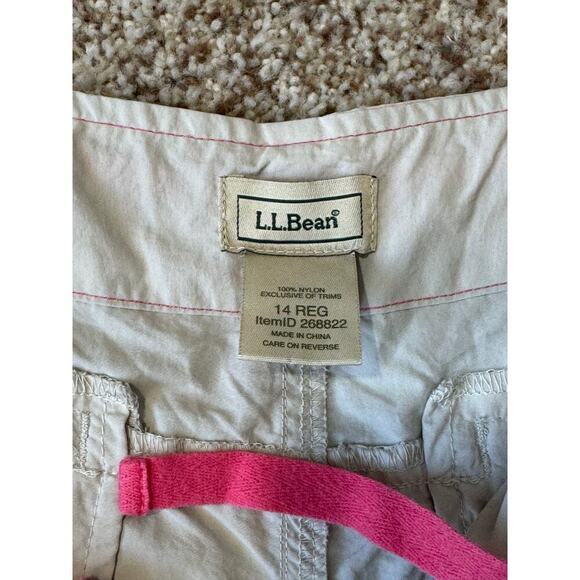 L.L.Bean®
100% NYLON
EXCLUSIVE OF TRIMS
14 REG
ItemID 268822
MADE IN CHINA
CARE ON REVERSE